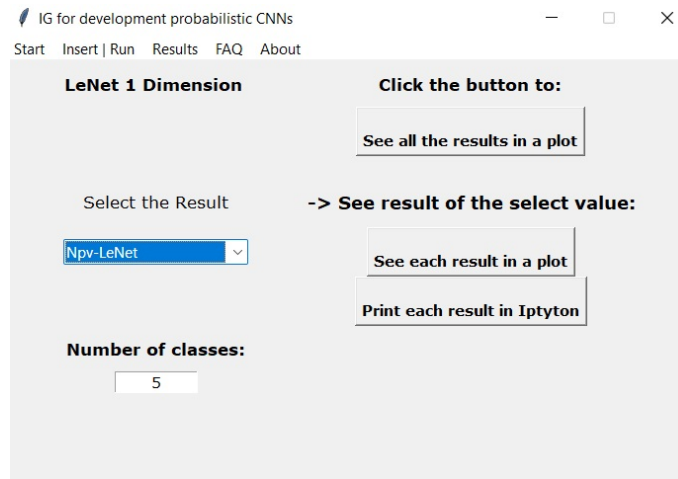 IG for development probabilistic CNNs
Start Insert | Run Results FAQ About
LeNet 1 Dimension
Click the button to:
See all the results in a plot
Select the Result
-> See result of the select value:
Npv-LeNet
See each result in a plot
Print each result in Iptyton
Number of classes:
5